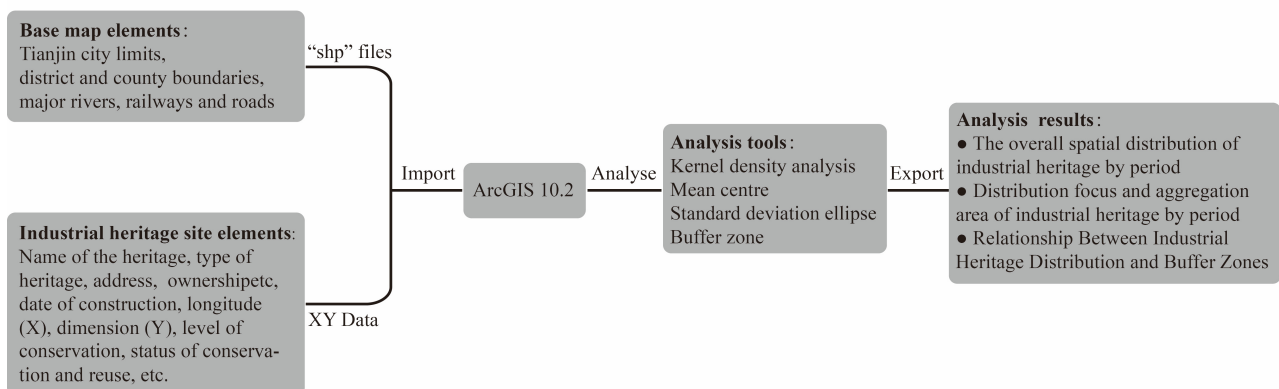 Base map elements:
Tianjin city limits,
district and county boundaries,
major rivers, railways and roads
“shp” files
Industrial heritage site elements:
Name of the heritage, type of
heritage, address, ownershipetc,
date of construction, longitude
(X), dimension (Y), level of
conservation, status of conserva-
tion and reuse, etc.
XY Data
Import
ArcGIS 10.2
Analyse
Analysis tools:
Kernel density analysis
Mean centre
Standard deviation ellipse
Buffer zone
Export
Analysis results:
● The overall spatial distribution of
industrial heritage by period
● Distribution focus and aggregation
area of industrial heritage by period
● Relationship Between Industrial
Heritage Distribution and Buffer Zones